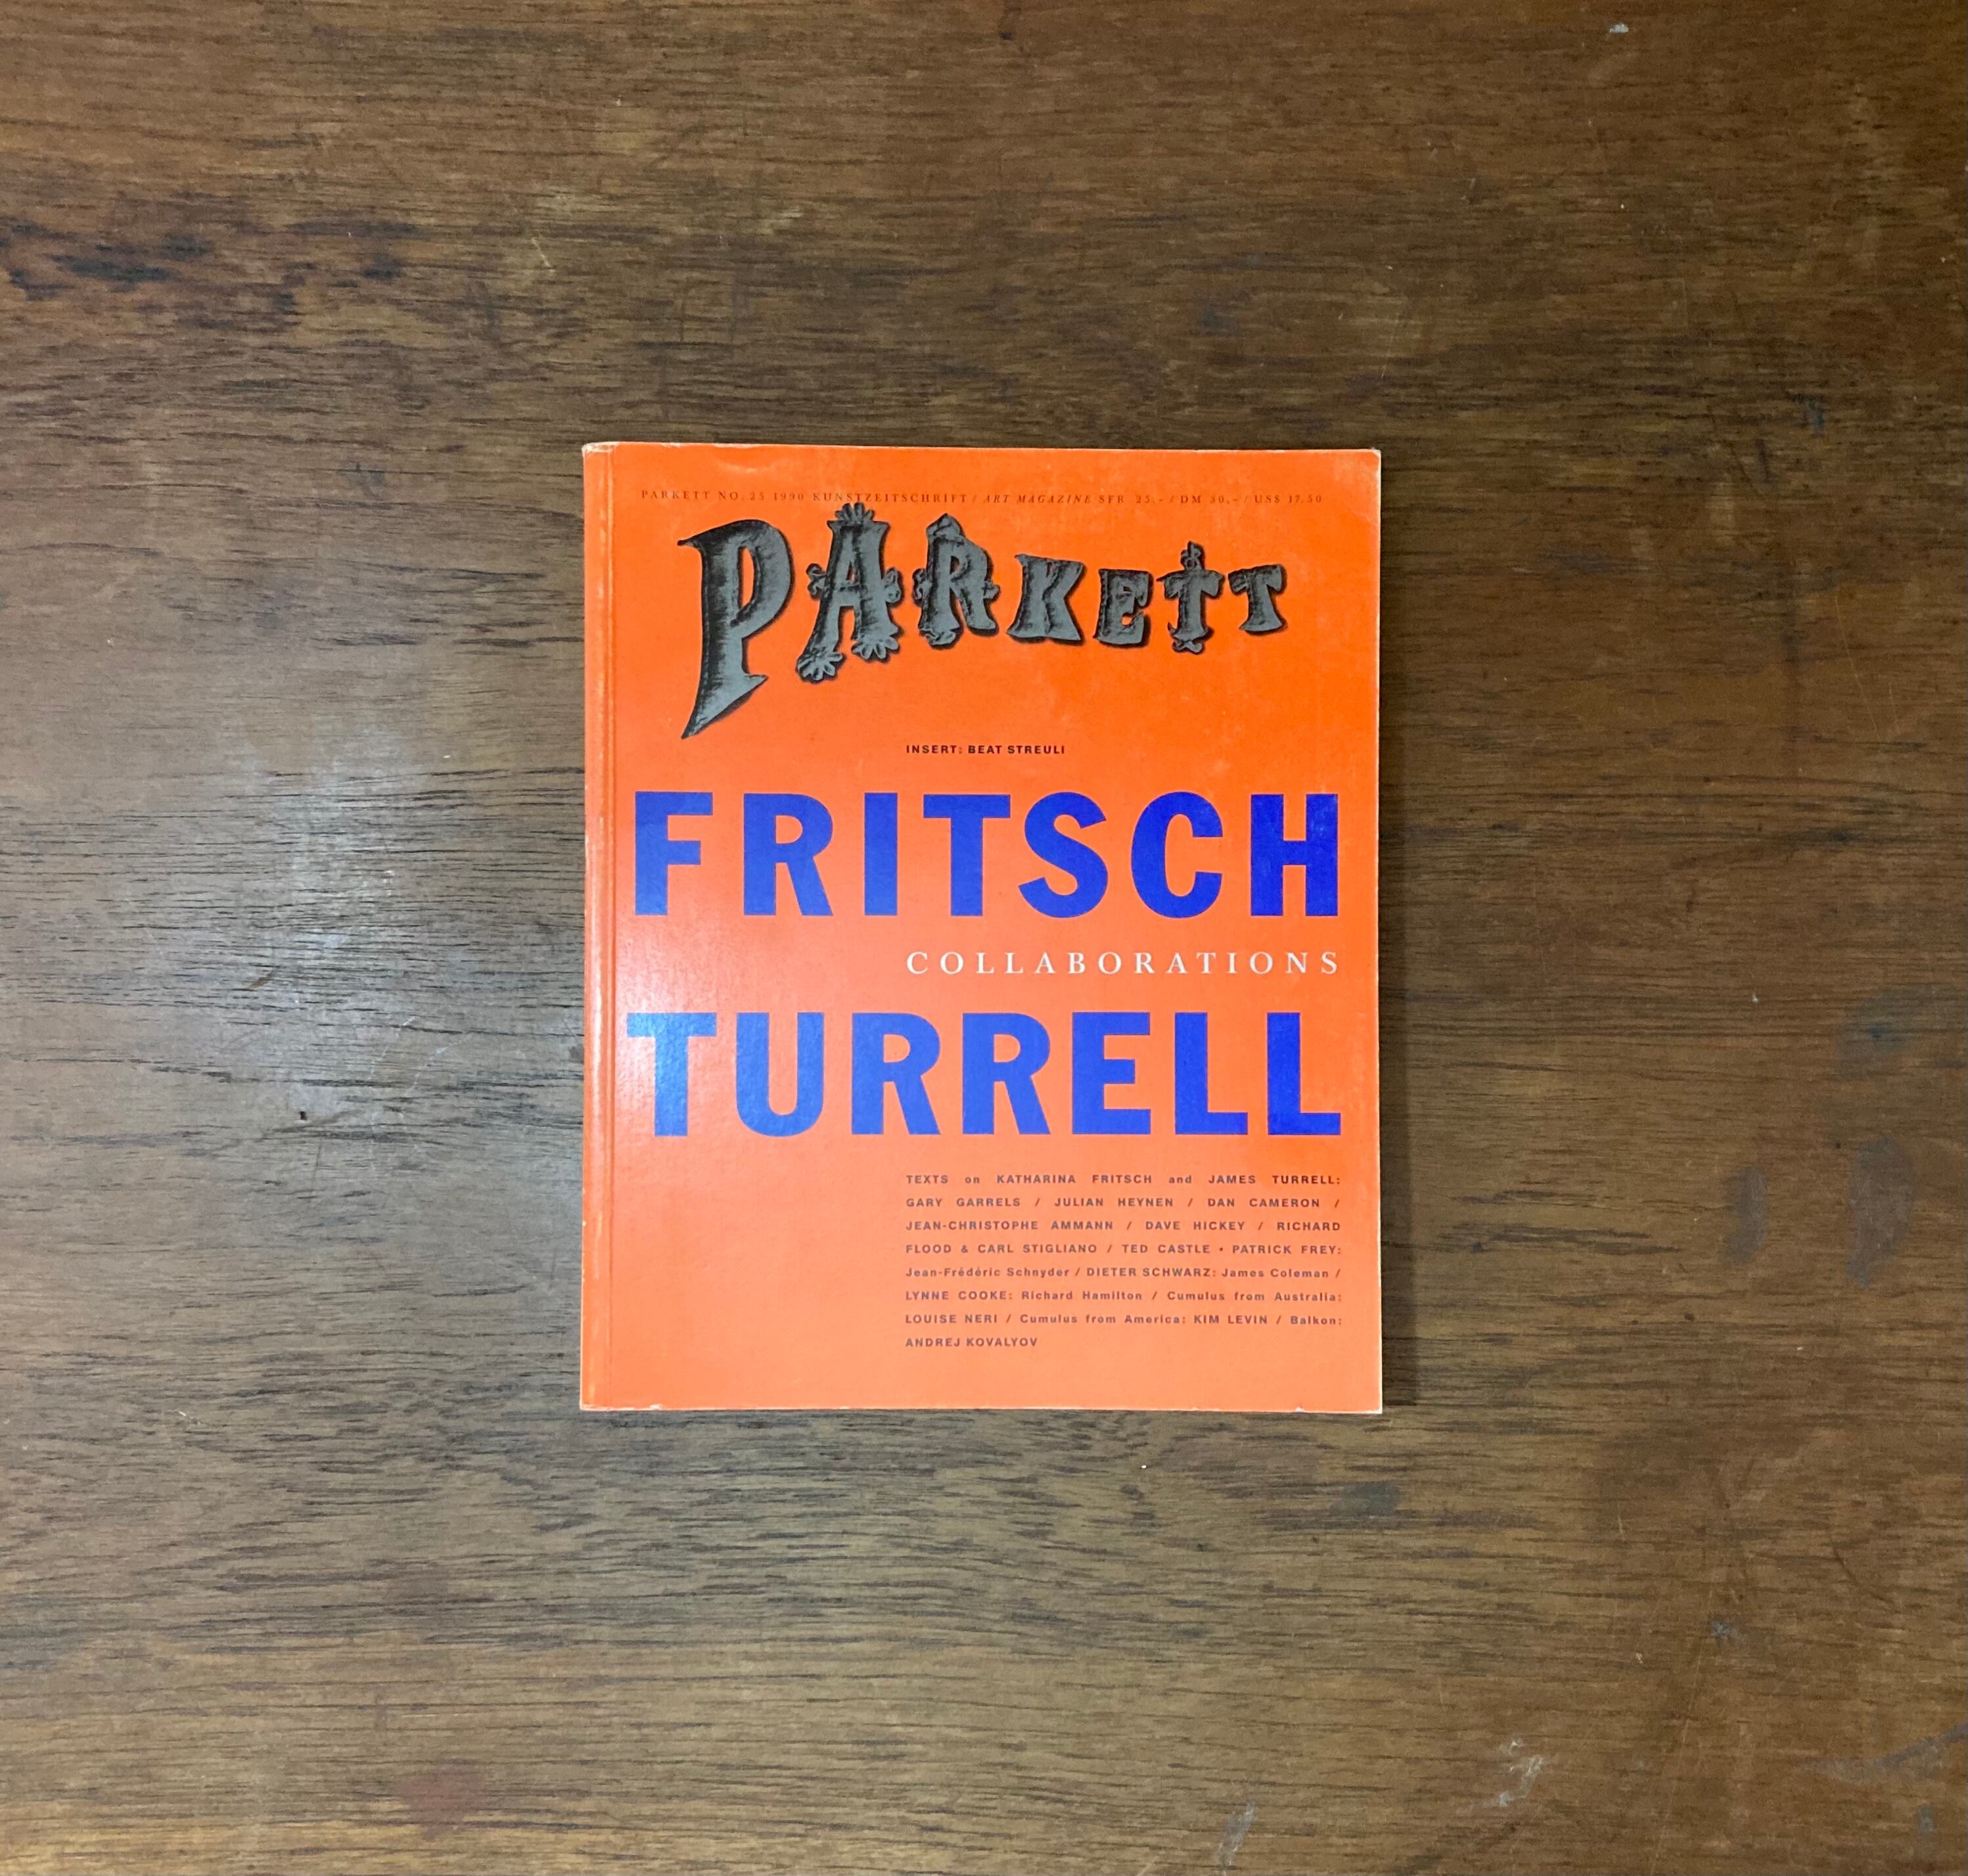 PARKETT NO. 25 1990 KUNSTZEITSCHRIFT / ART MAGAZINE SFR. 25.- / DM 30,- / US$ 17.50
PARKETT
INSERT: BEAT STREULI
FRITSCH
COLLABORATIONS
TURRELL
TEXTS on KATHARINA FRITSCH and JAMES TURRELL:
GARY GARRELS / JULIAN HEYNEN / DAN CAMERON /
JEAN-CHRISTOPHE AMMANN / DAVE HICKEY / RICHARD
FLOOD & CARL STIGLIANO / TED CASTLE • PATRICK FREY:
Jean-Frédéric Schnyder / DIETER SCHWARZ: James Coleman /
LYNNE COOKE: Richard Hamilton / Cumulus from Australia:
LOUISE NERI / Cumulus from America: KIM LEVIN / Balkon:
ANDREJ KOVALYOV